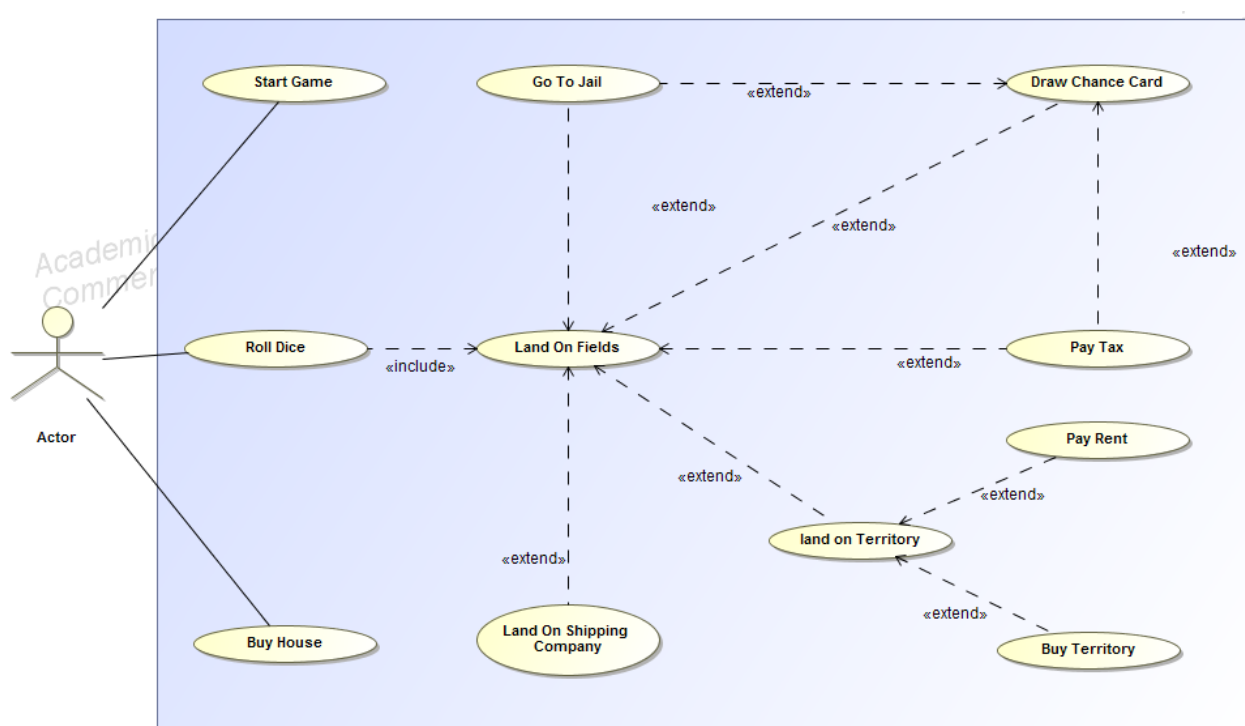 Start Game
Go To Jail
Draw Chance Card
«extend»
«extend»
«extend»
«extend»
Academic
Commer
Roll Dice
Land On Fields
Pay Tax
«include»
«extend»
Actor
Pay Rent
«extend»
«extend»
land on Territory
«extend»
«extend»
Buy House
Land On Shipping
Company
Buy Territory